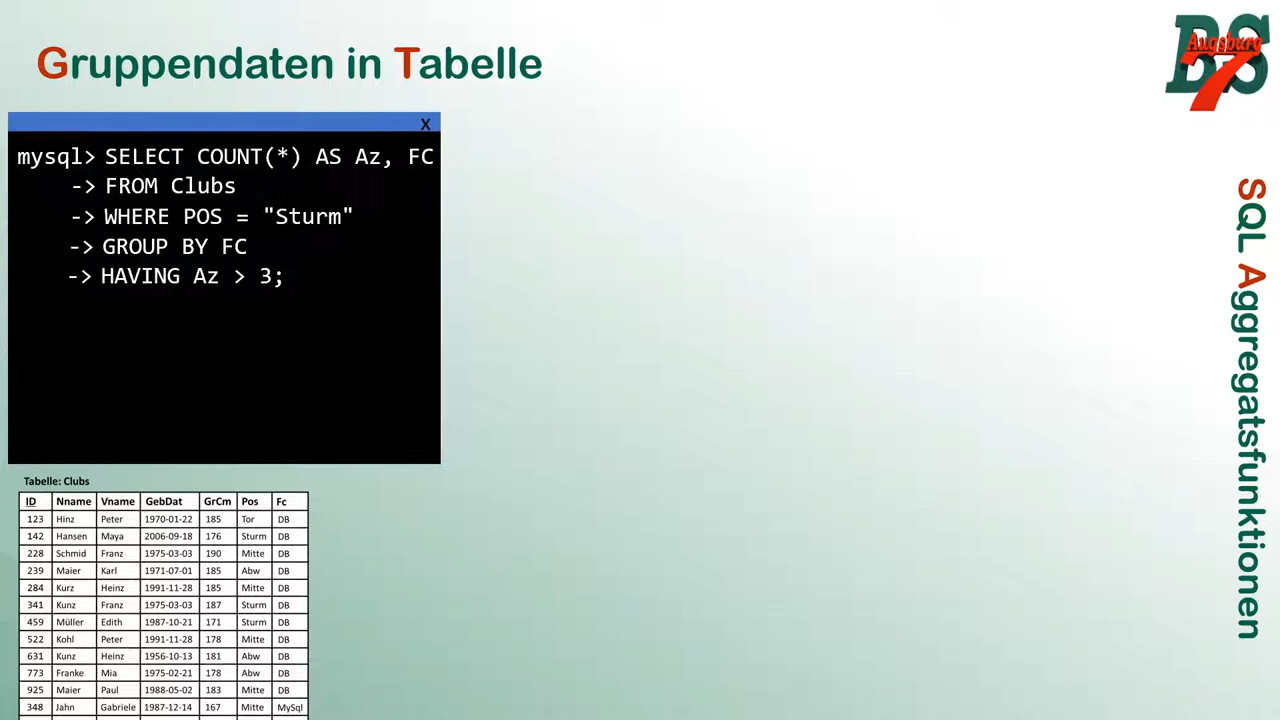 Gruppendaten in Tabelle
BS
Augsburg
7
X
mysql> SELECT COUNT(*) AS Az, FC
-> FROM Clubs
-> WHERE POS = "Sturm"
-> GROUP BY FC
-> HAVING Az > 3;
SQL Aggregatsfunktionen
Tabelle: Clubs
ID Nname Vname GebDat GrCm Pos Fc
123 Hinz Peter 1970-01-22 185 Tor DB
142 Hansen Maya 2006-09-18 176 Sturm DB
228 Schmid Franz 1975-03-03 190 Mitte DB
239 Maier Karl 1971-07-01 185 Abw DB
284 Kurz Heinz 1991-11-28 185 Mitte DB
341 Kunz Franz 1975-03-03 187 Sturm DB
459 Müller Edith 1987-10-21 171 Sturm DB
522 Kohl Peter 1991-11-28 178 Mitte DB
631 Kunz Heinz 1956-10-13 181 Abw DB
773 Franke Mia 1975-02-21 178 Abw DB
925 Maier Paul 1988-05-02 183 Mitte DB
348 Jahn Gabriele 1987-12-14 167 Mitte MySql